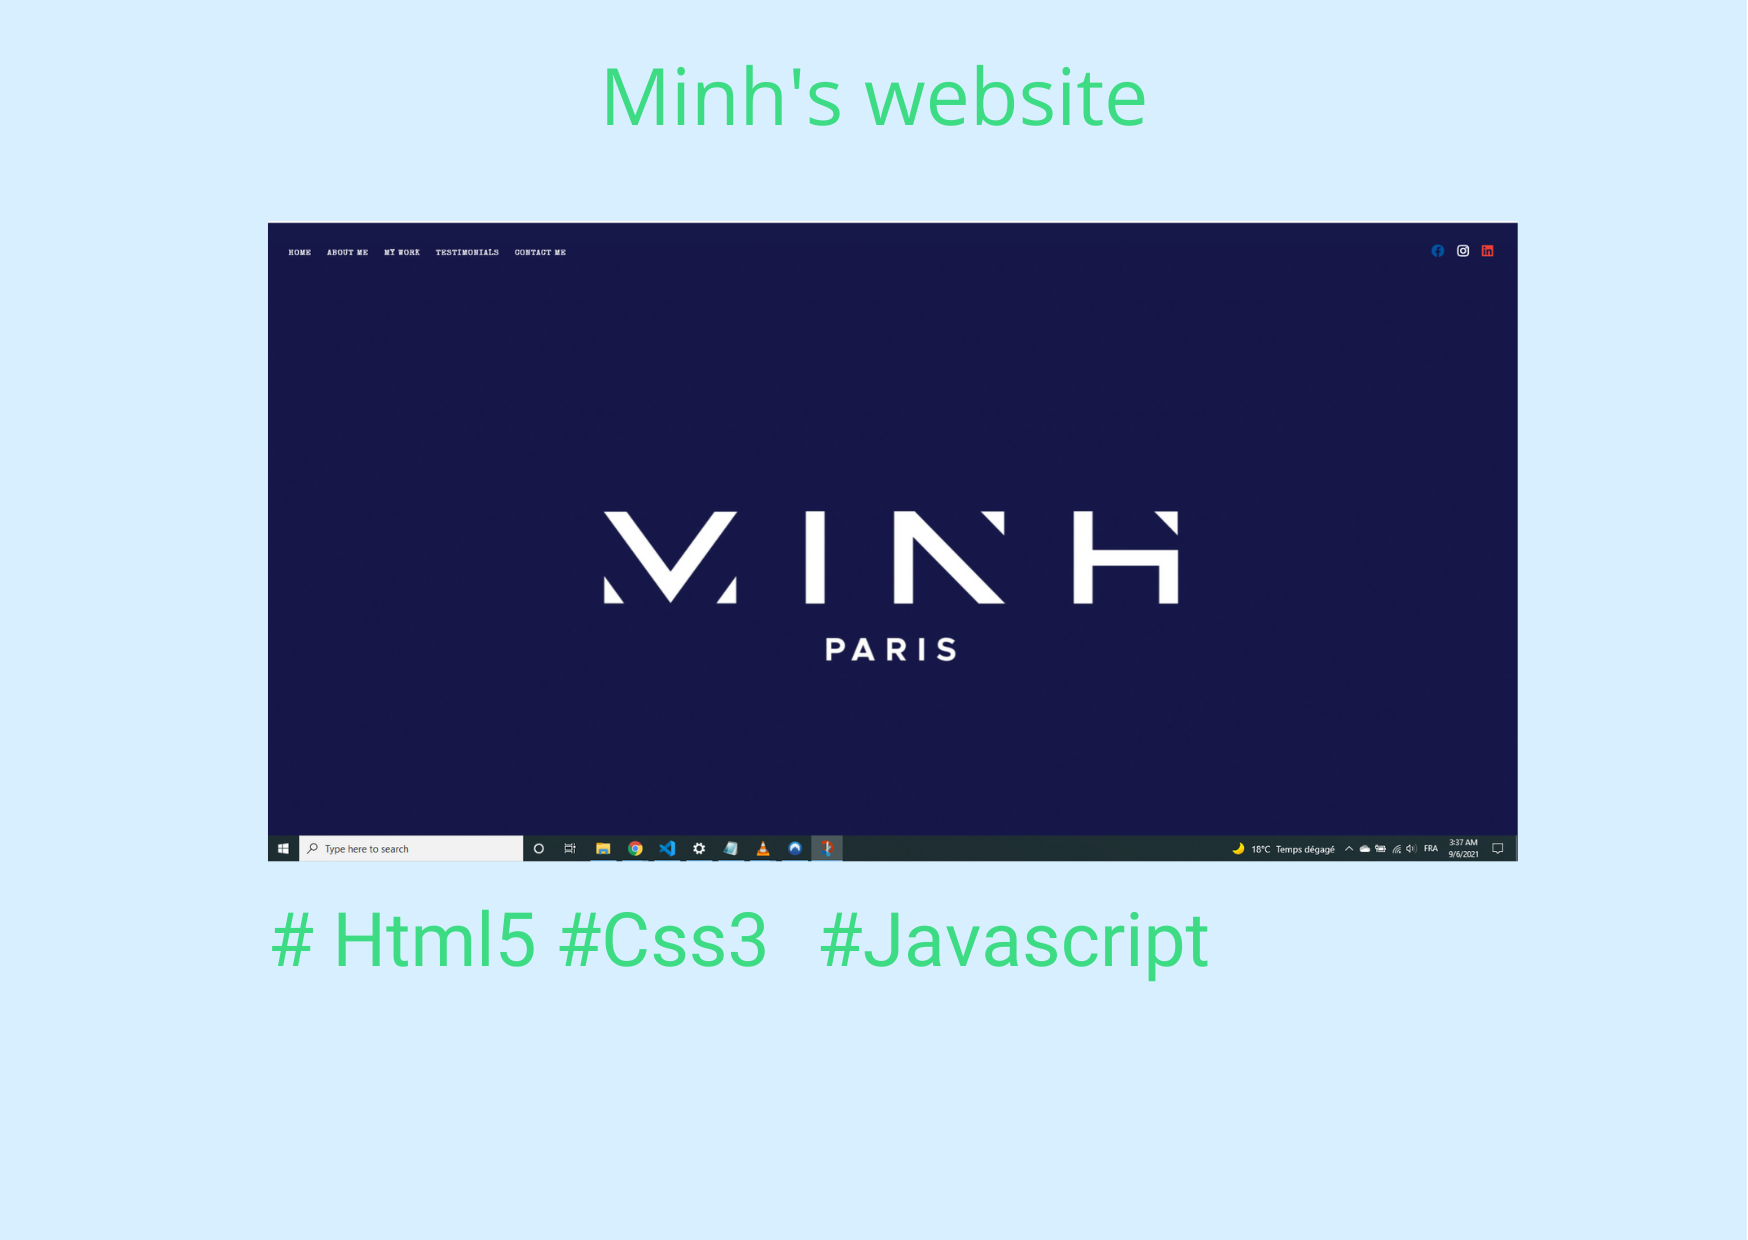 Minh's website
HOME ABOUT ME MY WORK TESTIMONIALS CONTACT ME
MINH
PARIS
Type here to search
18°C Temps dégagé FRA 3:37 AM
9/6/2021
# Html5 #Css3 #Javascript